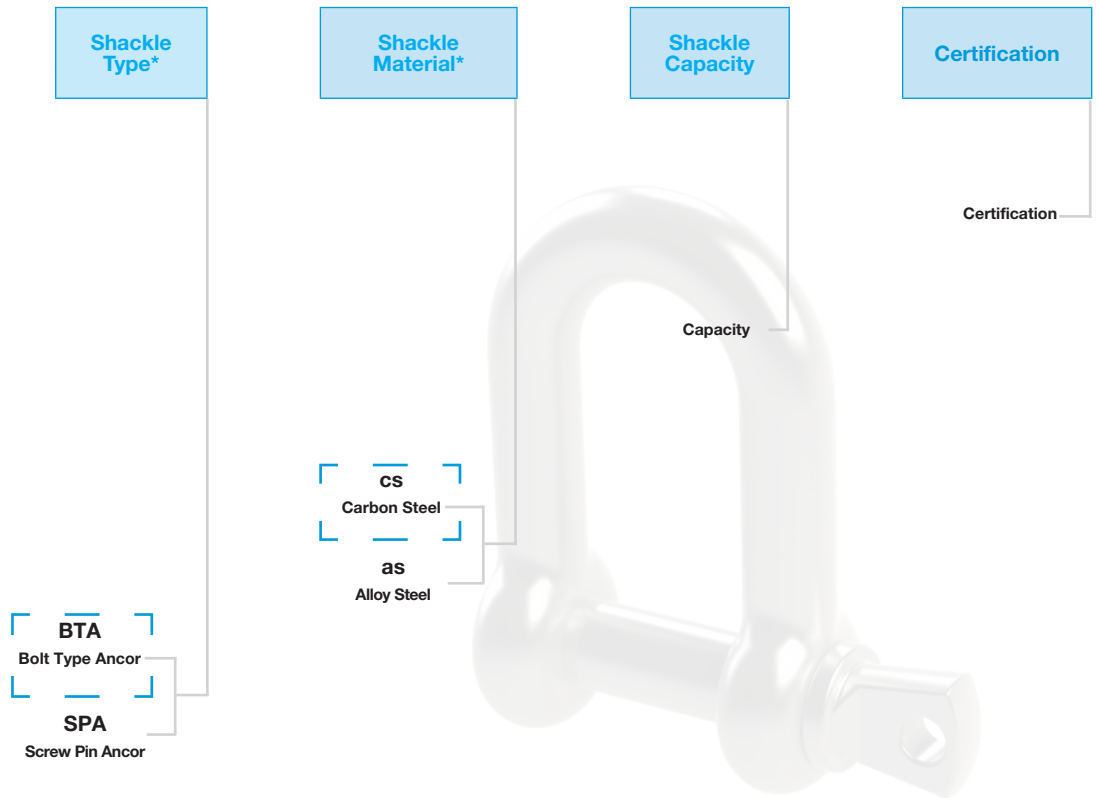 Shackle
Type*
Shackle
Material*
Shackle
Capacity
Certification
Certification
Capacity
cs
Carbon Steel
as
Alloy Steel
BTA
Bolt Type Ancor
SPA
Screw Pin Ancor